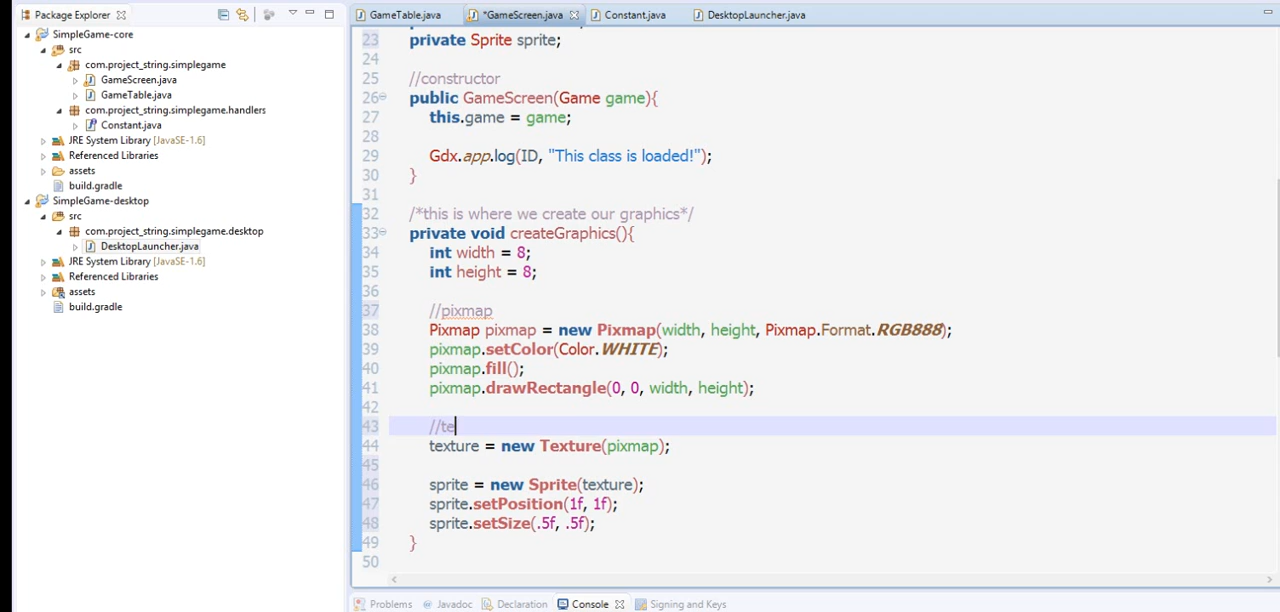 Package Explorer
SimpleGame-core
src
com.project_string.simplegame
GameScreen.java
GameTable.java
com.project_string.simplegame.handlers
Constant.java
JRE System Library [JavaSE-1.6]
Referenced Libraries
assets
build.gradle
SimpleGame-desktop
src
com.project_string.simplegame.desktop
DesktopLauncher.java
JRE System Library [JavaSE-1.6]
Referenced Libraries
assets
build.gradle
GameTable.java *GameScreen.java Constant.java DesktopLauncher.java
23 private Sprite sprite;
24
25 //constructor
26 public GameScreen(Game game){
27 this.game = game;
28
29 Gdx.app.log(ID, "This class is loaded!");
30 }
31
32 /*this is where we create our graphics*/
33 private void createGraphics(){
34 int width = 8;
35 int height = 8;
36
37 //pixmap
38 Pixmap pixmap = new Pixmap(width, height, Pixmap.Format.RGB888);
39 pixmap.setColor(Color.WHITE);
40 pixmap.fill();
41 pixmap.drawRectangle(0, 0, width, height);
42
43 //te
44 texture = new Texture(pixmap);
45
46 sprite = new Sprite(texture);
47 sprite.setPosition(1f, 1f);
48 sprite.setSize(.5f, .5f);
49 }
50
Problems @ Javadoc Declaration Console Signing and Keys